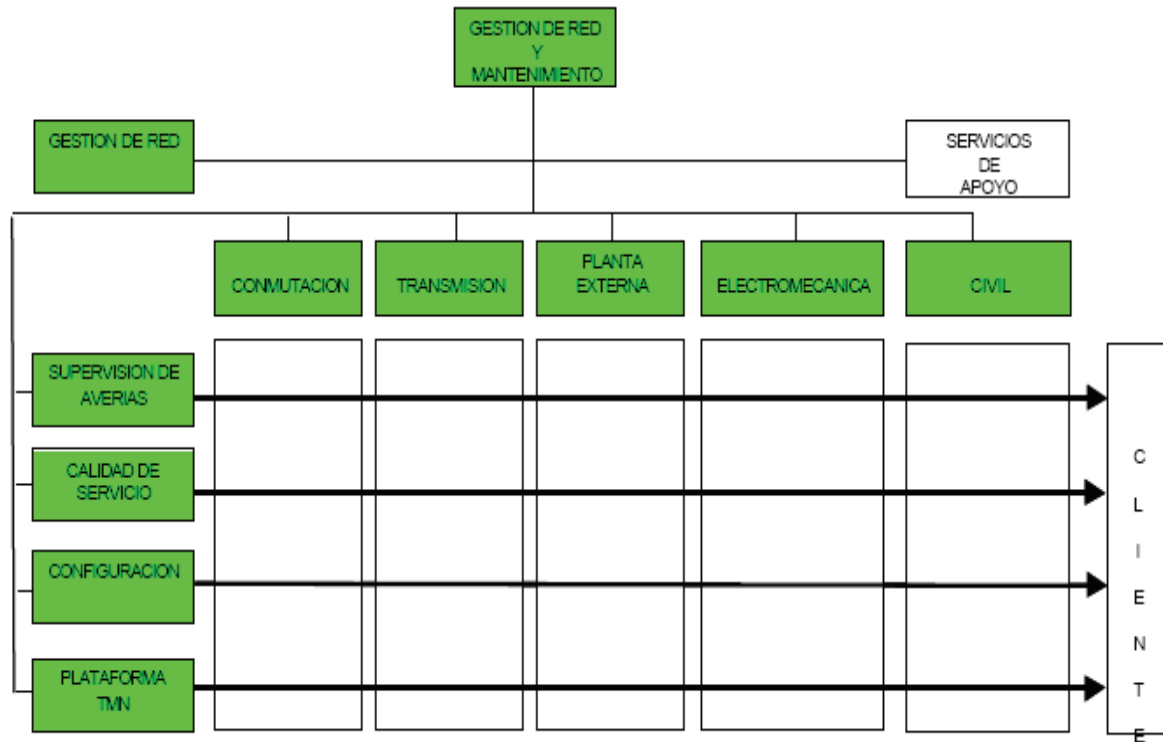 GESTION DE RED
Y
MANTENIMIENTO
GESTION DE RED
SERVICIOS
DE
APOYO
CONMUTACION
TRANSMISION
PLANTA
EXTERNA
ELECTROMECANICA
CIVIL
SUPERVISION DE
AVERIAS
CALIDAD DE
SERVICIO
CONFIGURACION
PLATAFORMA
TMN
C
L
I
E
N
T
E